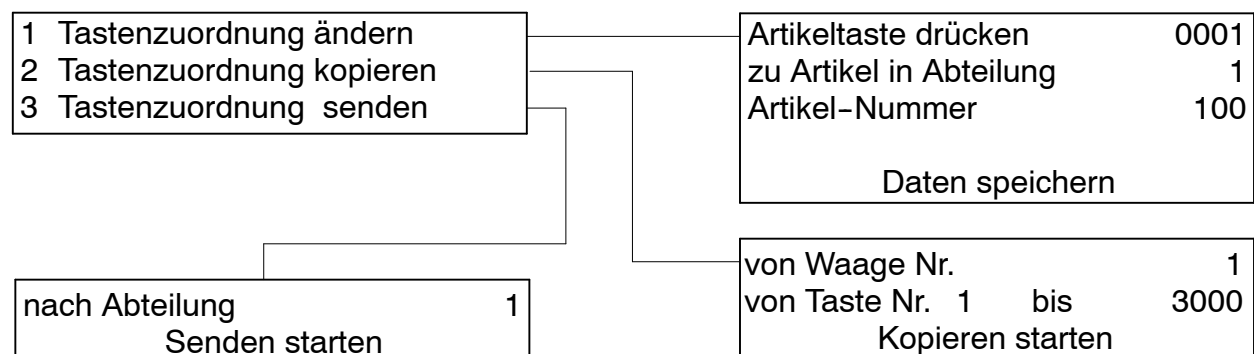 1 Tastenzuordnung ändern
2 Tastenzuordnung kopieren
3 Tastenzuordnung senden
Artikeltaste drücken 0001
zu Artikel in Abteilung 1
Artikel-Nummer 100
Daten speichern
nach Abteilung 1
Senden starten
von Waage Nr. 1
von Taste Nr. 1 bis 3000
Kopieren starten